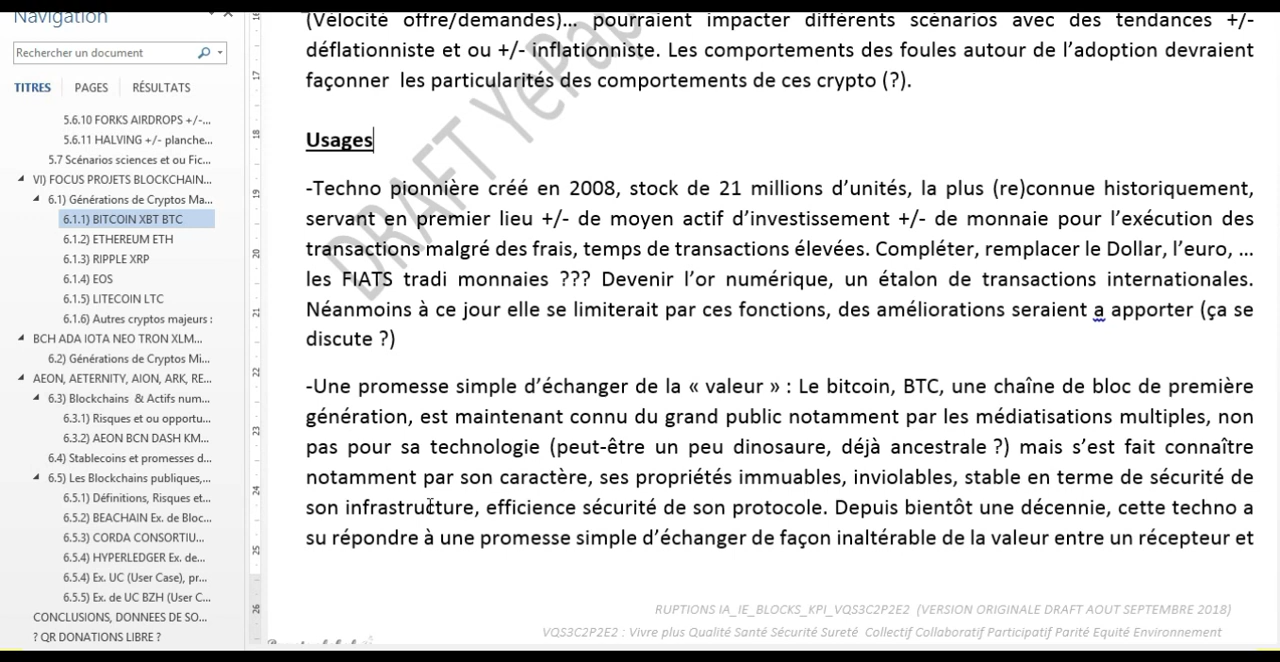 Navigation
Rechercher un document
TITRES PAGES RÉSULTATS
5.6.10 FORKS AIRDROPS +/-...
5.6.11 HALVING +/- planche...
5.7 Scénarios sciences et ou Fic...
VI) FOCUS PROJETS BLOCKCHAIN...
6.1) Générations de Cryptos Ma...
6.1.1) BITCOIN XBT BTC
6.1.2) ETHEREUM ETH
6.1.3) RIPPLE XRP
6.1.4) EOS
6.1.5) LITECOIN LTC
6.1.6) Autres cryptos majeurs :
BCH ADA IOTA NEO TRON XLM...
6.2) Générations de Cryptos Mi...
AEON, AETERNITY, AION, ARK, RE...
6.3) Blockchains & Actifs num...
6.3.1) Risques et ou opportu...
6.3.2) AEON BCN DASH KM...
6.4) Stablecoins et promesses d...
6.5) Les Blockchains publiques,...
6.5.1) Définitions, Risques et...
6.5.2) BEACHAIN Ex. de Bloc...
6.5.3) CORDA CONSORTIU...
6.5.4) HYPERLEDGER Ex. de...
6.5.4) Ex. UC (User Case), pr...
6.5.5) Ex. de UC BZH (User C...
CONCLUSIONS, DONNEES DE SO...
? QR DONATIONS LIBRE ?
16
17
18
19
20
21
22
23
24
25
26
(Vélocité offre/demandes)... pourraient impacter différents scénarios avec des tendances +/-
déflationniste et ou +/- inflationniste. Les comportements des foules autour de l'adoption devraient
façonner les particularités des comportements de ces crypto (?).
Usages
-Techno pionnière créé en 2008, stock de 21 millions d'unités, la plus (re)connue historiquement,
servant en premier lieu +/- de moyen actif d'investissement +/- de monnaie pour l'exécution des
transactions malgré des frais, temps de transactions élevées. Compléter, remplacer le Dollar, l'euro, ...
les FIATS tradi monnaies ??? Devenir l'or numérique, un étalon de transactions internationales.
Néanmoins à ce jour elle se limiterait par ces fonctions, des améliorations seraient a apporter (ça se
discute ?)
-Une promesse simple d'échanger de la « valeur » : Le bitcoin, BTC, une chaîne de bloc de première
génération, est maintenant connu du grand public notamment par les médiatisations multiples, non
pas pour sa technologie (peut-être un peu dinosaure, déjà ancestrale ?) mais s'est fait connaître
notamment par son caractère, ses propriétés immuables, inviolables, stable en terme de sécurité de
son infrastructure, efficience sécurité de son protocole. Depuis bientôt une décennie, cette techno a
su répondre à une promesse simple d'échanger de façon inaltérable de la valeur entre un récepteur et
DRAFT YePap
RUPTIONS IA_IE_BLOCKS_KPI_VQS3C2P2E2 (VERSION ORIGINALE DRAFT AOUT SEPTEMBRE 2018)
VQS3C2P2E2 : Vivre plus Qualité Santé Sécurité Sureté Collectif Collaboratif Participatif Parité Equité Environnement